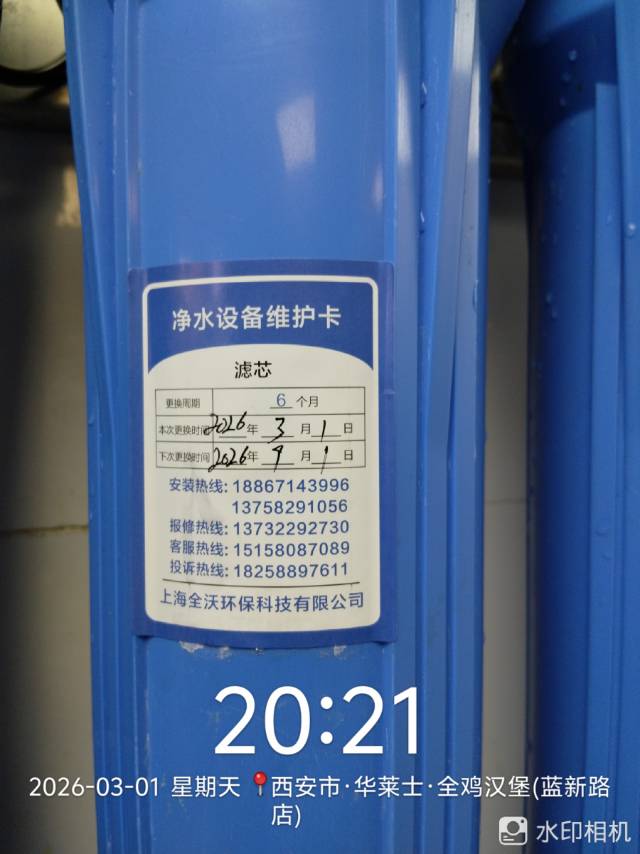 净水设备维护卡
滤芯
更换周期 6 个月
本次更换时间 2026 年 3 月 1 日
下次更换时间 2026 年 9 月 1 日
安装热线: 18867143996
13758291056
报修热线: 13732292730
客服热线: 15158087089
投诉热线: 18258897611
上海全沃环保科技有限公司
20:21
2026-03-01 星期天 📍西安市·华莱士·全鸡汉堡(蓝新路
店)
水印相机